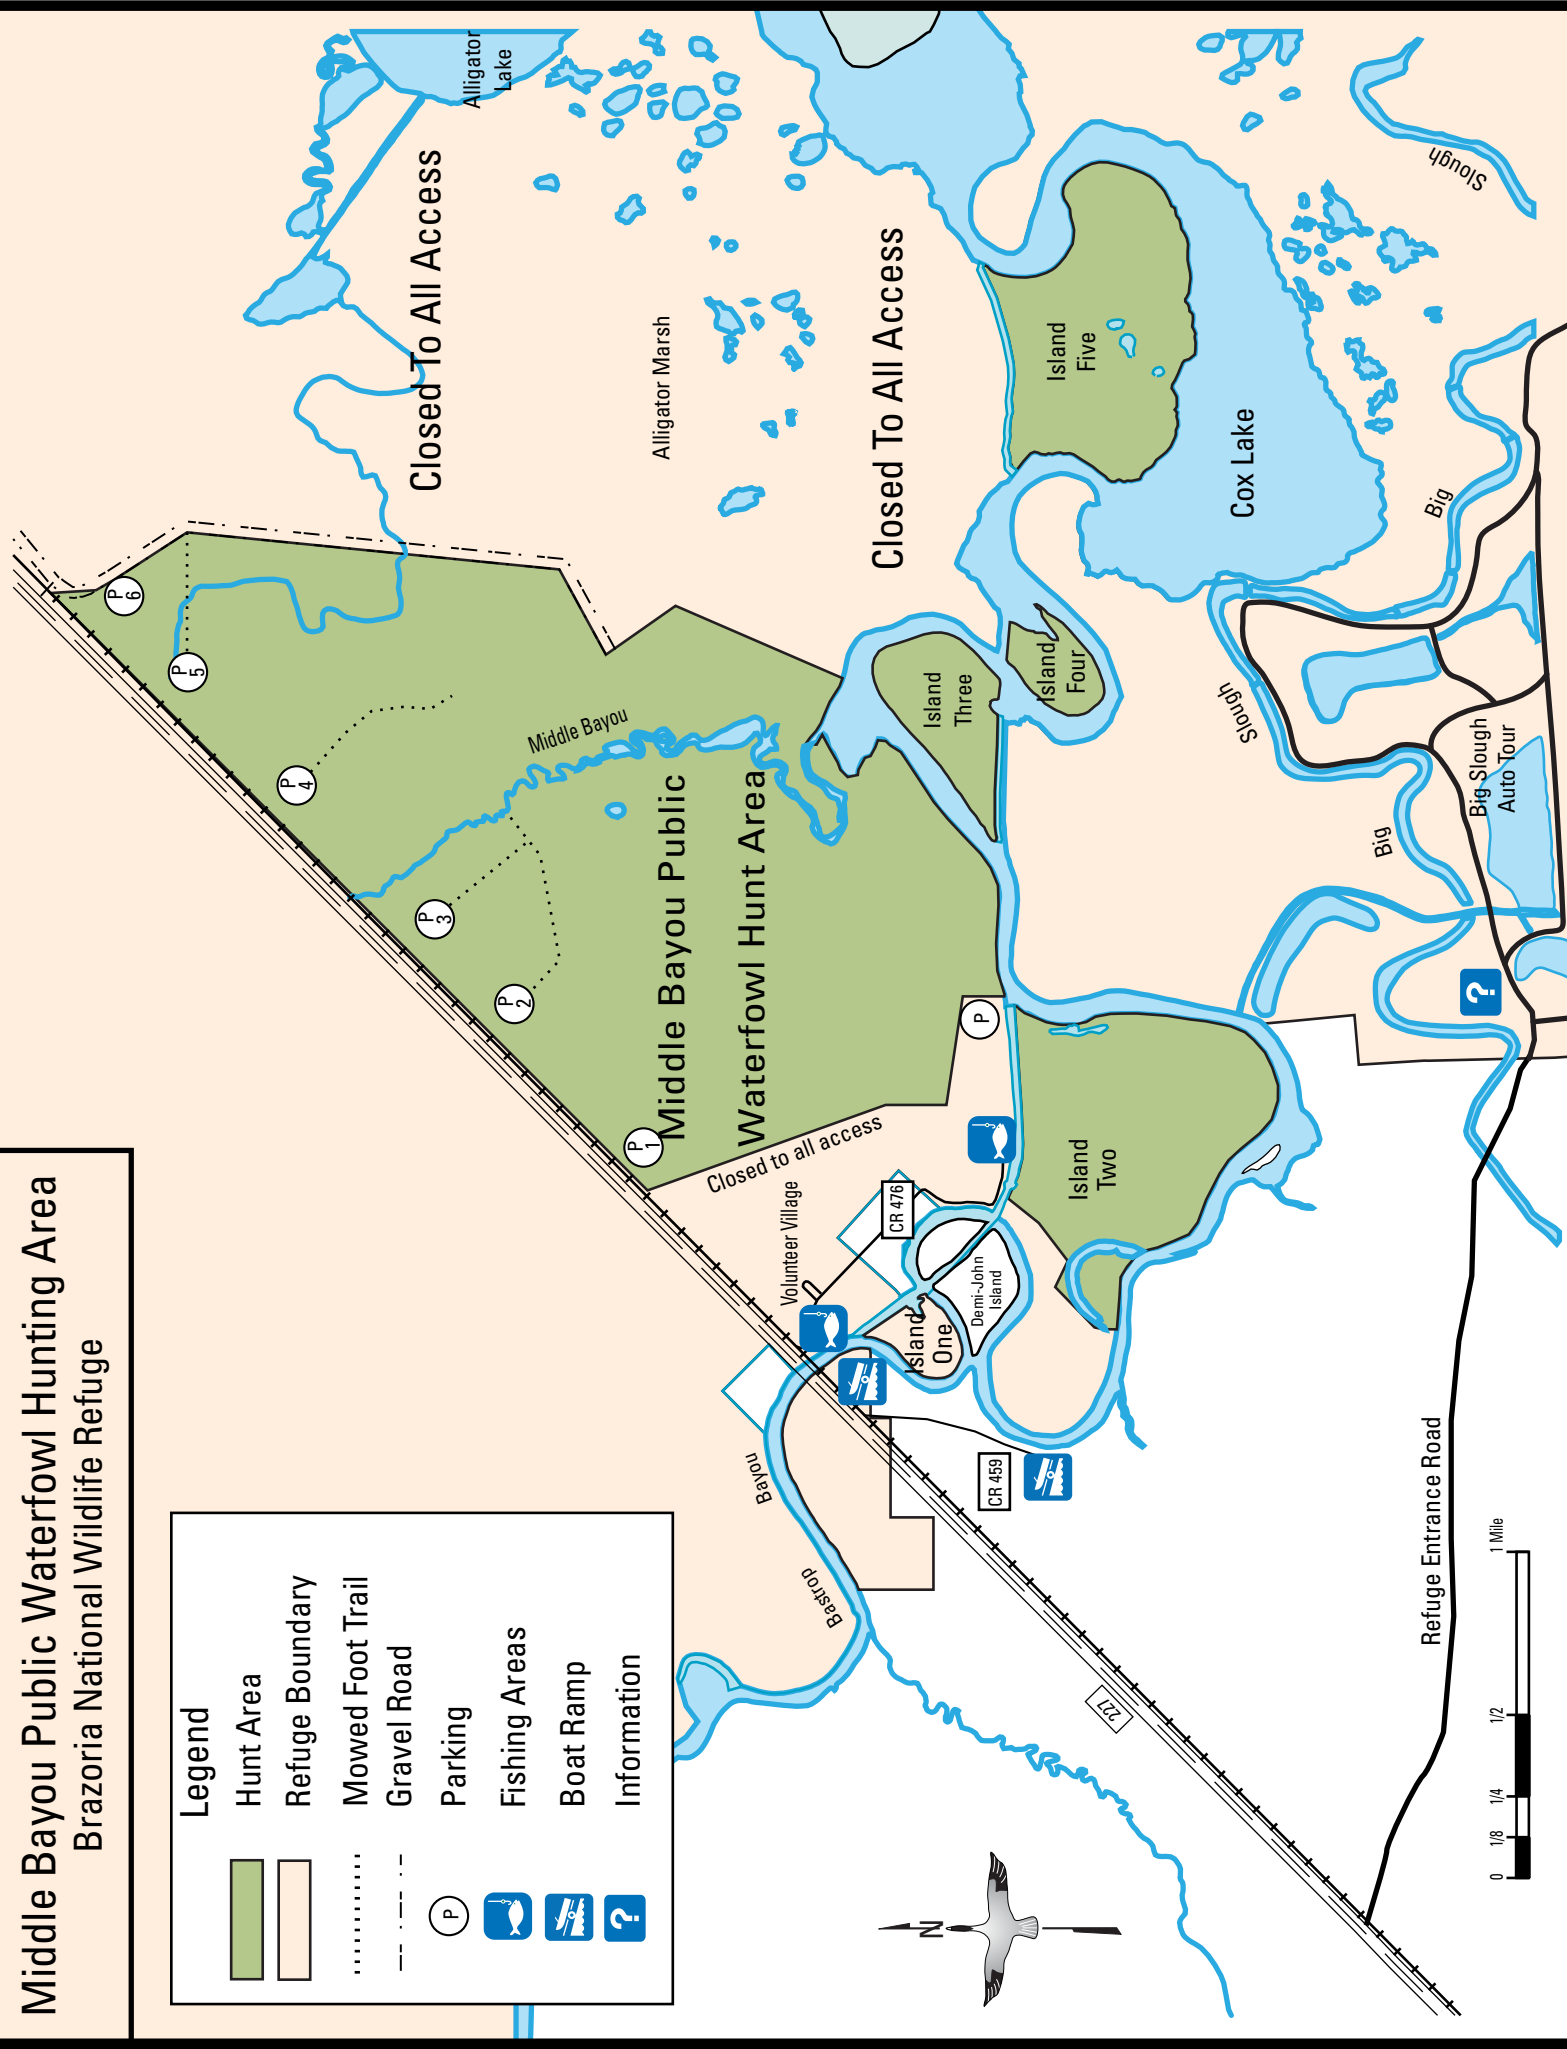 Middle Bayou Public Waterfowl Hunting Area
Brazoria National Wildlife Refuge
Legend
Hunt Area
Refuge Boundary
Mowed Foot Trail
Gravel Road
P
Parking
Fishing Areas
Boat Ramp
?
Information
Alligator
Lake
Closed To All Access
Alligator Marsh
Closed To All Access
P
6
P
5
P
4
P
3
P
2
P
1
Middle Bayou
Middle Bayou Public
Waterfowl Hunt Area
Closed to all access
Volunteer Village
CR 476
P
Island
One
Demi-John
Island
Island
Two
Island
Three
Island
Four
Island
Five
Cox Lake
Slough
Big
Slough
Big
Big Slough
Auto Tour
?
Bayou
Bastrop
CR 459
227
Refuge Entrance Road
N
0
1/8
1/4
1/2
1 Mile